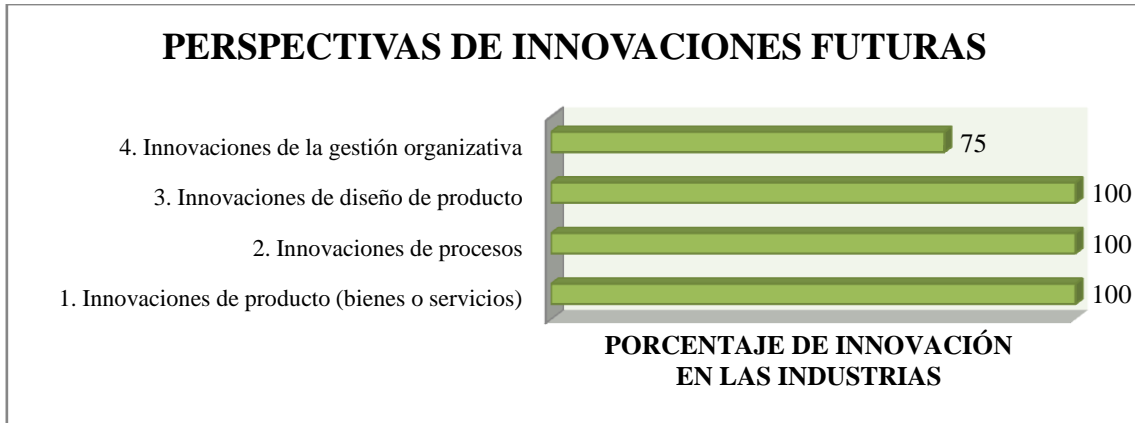 PERSPECTIVAS DE INNOVACIONES FUTURAS
4. Innovaciones de la gestión organizativa
75
3. Innovaciones de diseño de producto
100
2. Innovaciones de procesos
100
1. Innovaciones de producto (bienes o servicios)
100
PORCENTAJE DE INNOVACIÓN
EN LAS INDUSTRIAS